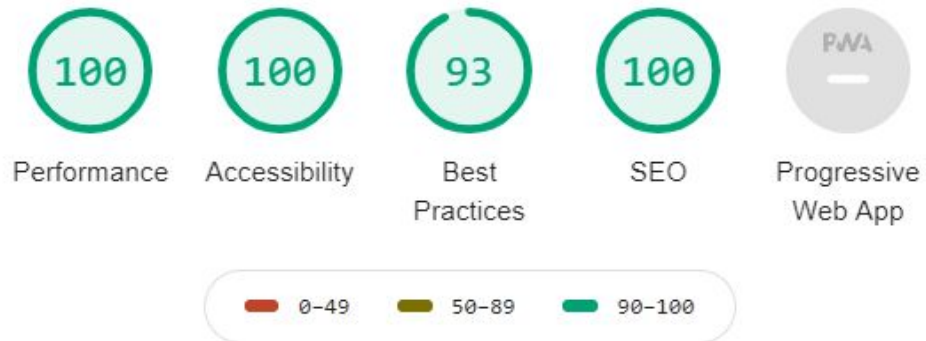 100
100
93
100
PWA
Performance
Accessibility
Best
Practices
SEO
Progressive
Web App
0–49
50–89
90–100